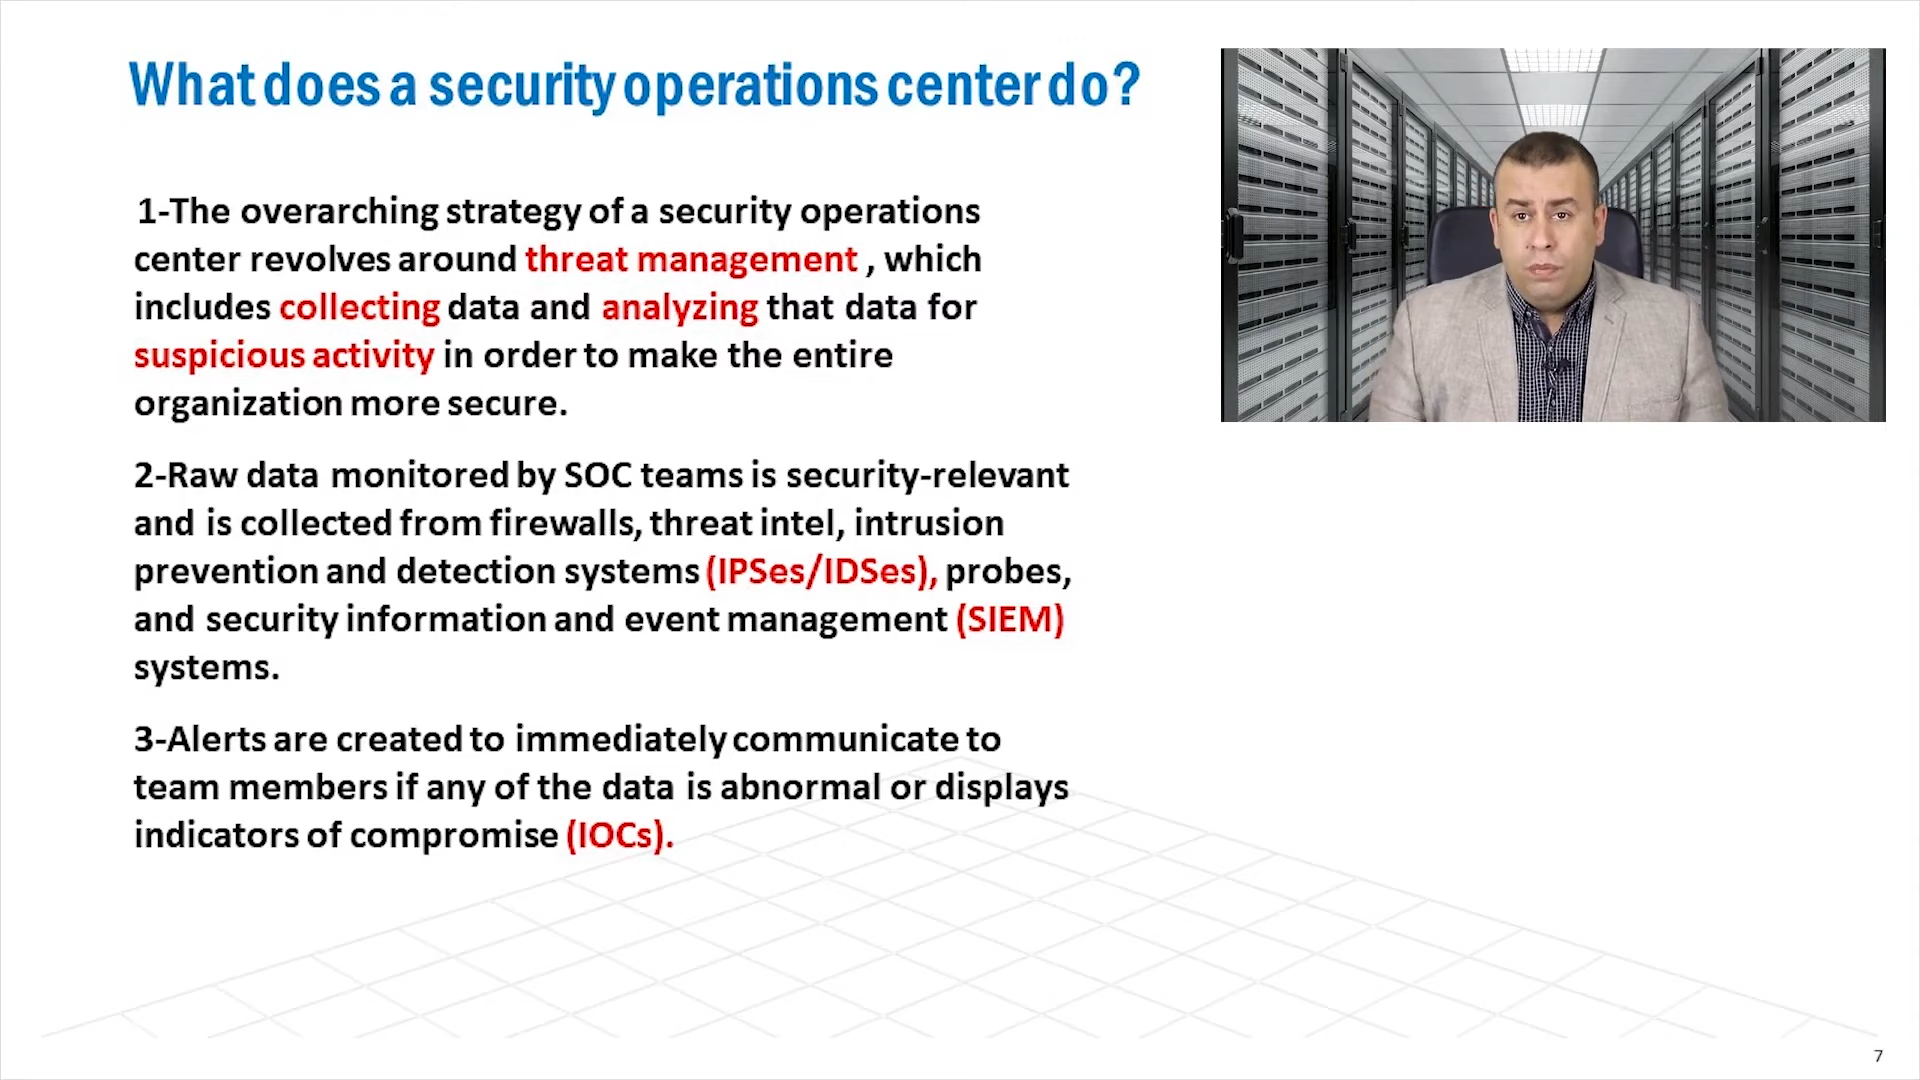 What does a security operations center do?
1-The overarching strategy of a security operations
center revolves around threat management , which
includes collecting data and analyzing that data for
suspicious activity in order to make the entire
organization more secure.
2-Raw data monitored by SOC teams is security-relevant
and is collected from firewalls, threat intel, intrusion
prevention and detection systems (IPSes/IDSes), probes,
and security information and event management (SIEM)
systems.
3-Alerts are created to immediately communicate to
team members if any of the data is abnormal or displays
indicators of compromise (IOCs).
7